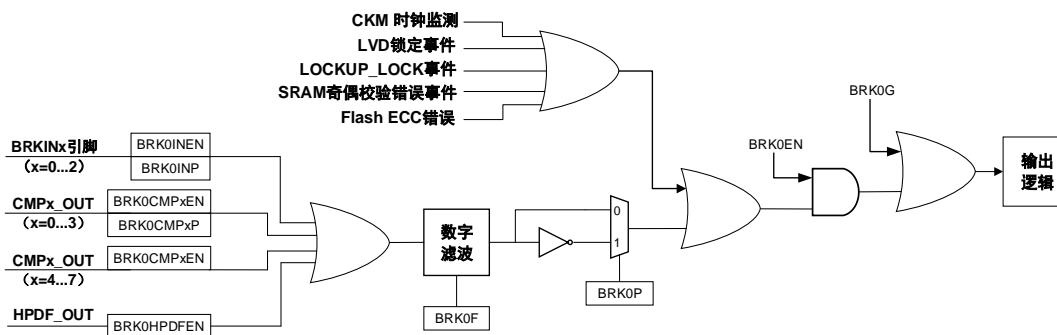 CKM 时钟监测
LVD锁定事件
LOCKUP_LOCK事件
SRAM奇偶校验错误事件
Flash ECC错误
BRK0G
BRK0EN
输出
逻辑
BRKINx引脚
（x=0...2）
BRK0INEN
BRK0INP
CMPx_OUT
（x=0...3）
BRK0CMPxEN
BRK0CMPxP
CMPx_OUT
（x=4...7）
BRK0CMPxEN
HPDF_OUT
BRK0HPDFEN
数字
滤波
BRK0F
0
1
BRK0P